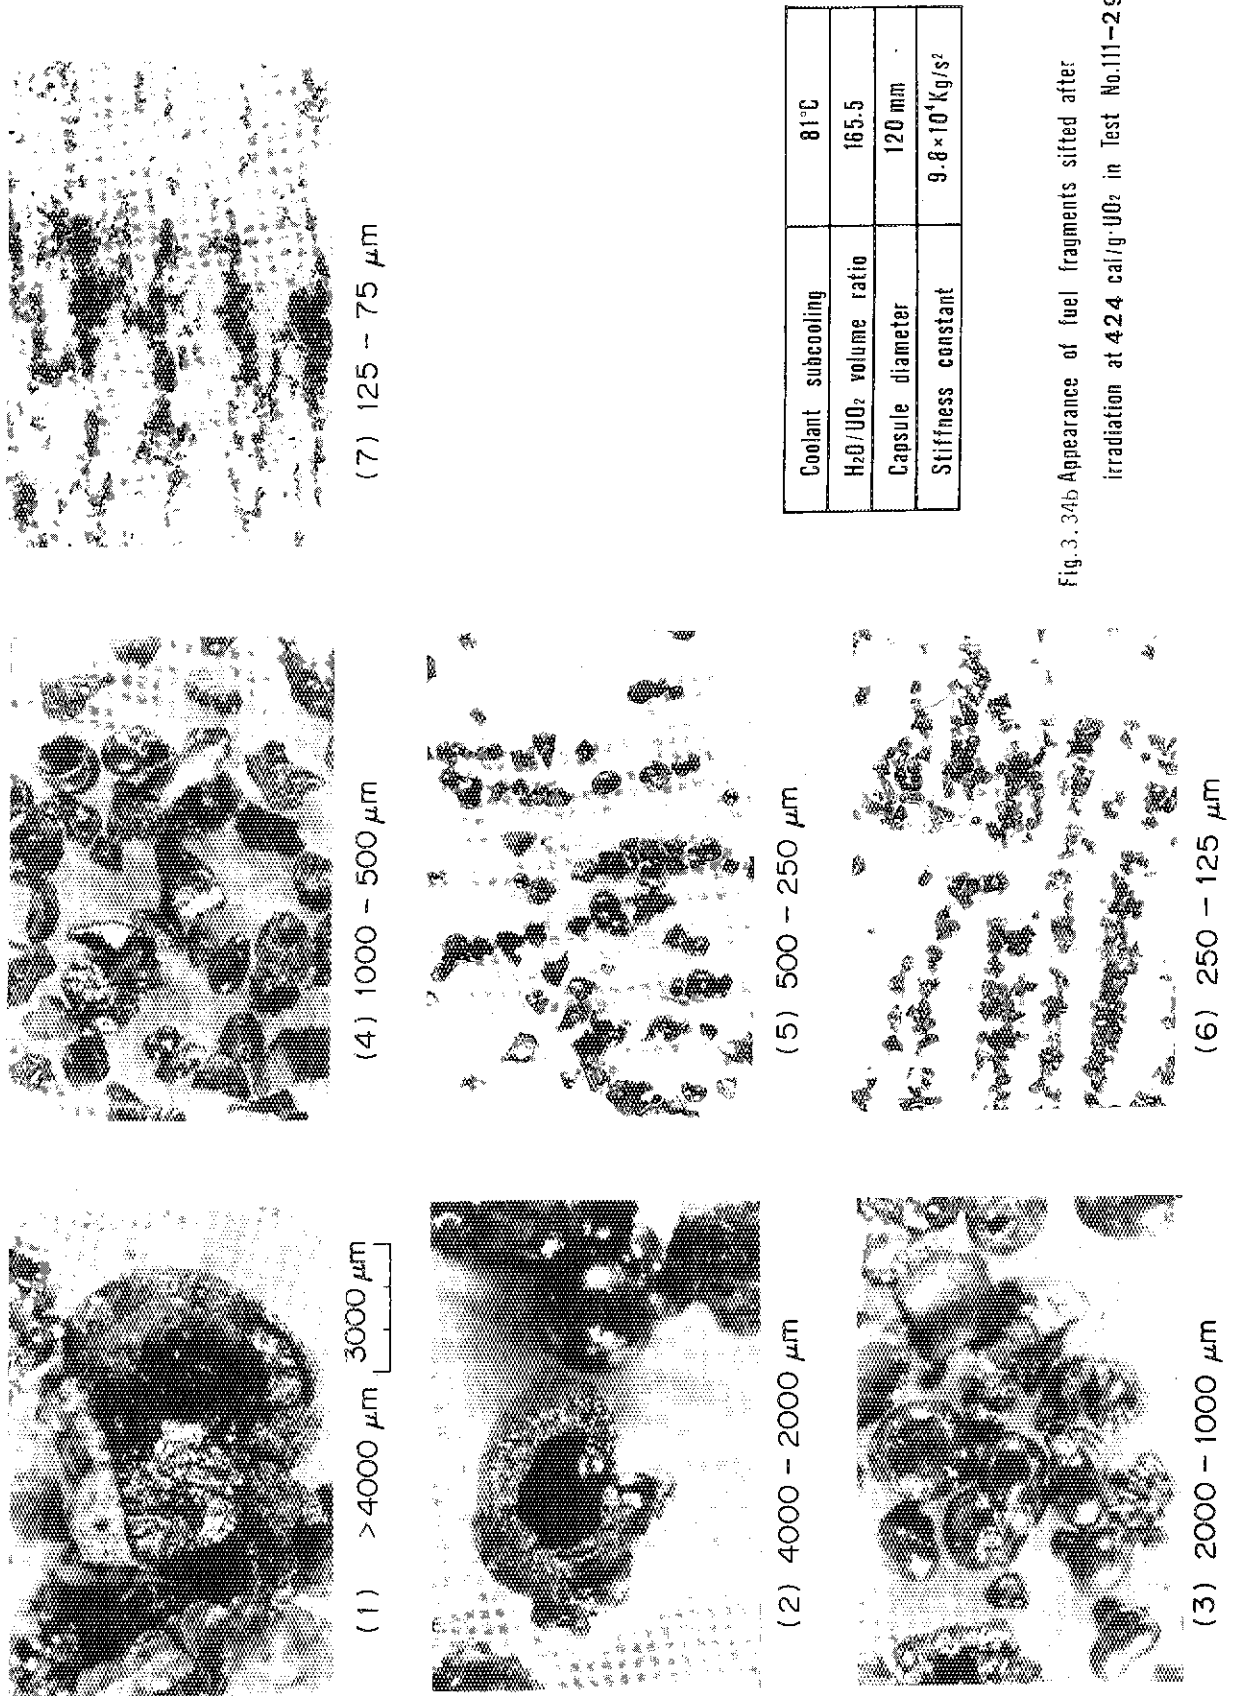 (1) >4000 μm 3000 μm
(2) 4000 – 2000 μm
(3) 2000 – 1000 μm
(4) 1000 – 500 μm
(5) 500 – 250 μm
(6) 250 – 125 μm
(7) 125 – 75 μm
Coolant subcooling 81°C
H₂O/UO₂ volume ratio 165.5
Capsule diameter 120 mm
Stiffness constant 9.8×10⁴Kg/s²
Fig.3.34b Appearance of fuel fragments sifted after
irradiation at 424 cal/g·UO₂ in Test No.111-29